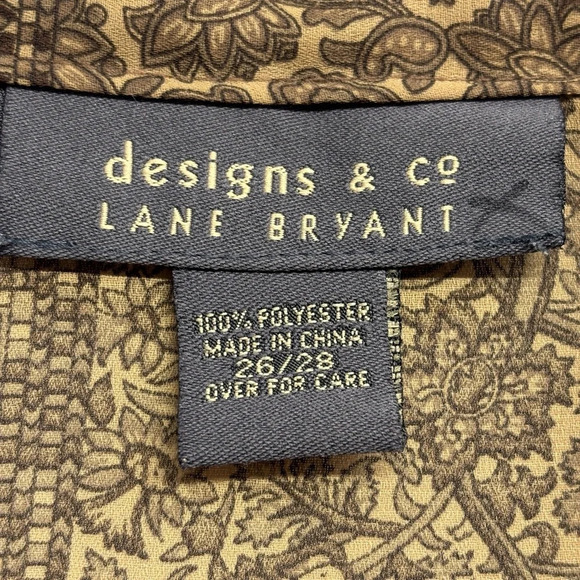 designs & co
LANE BRYANT
100% POLYESTER
MADE IN CHINA
26/28
OVER FOR CARE